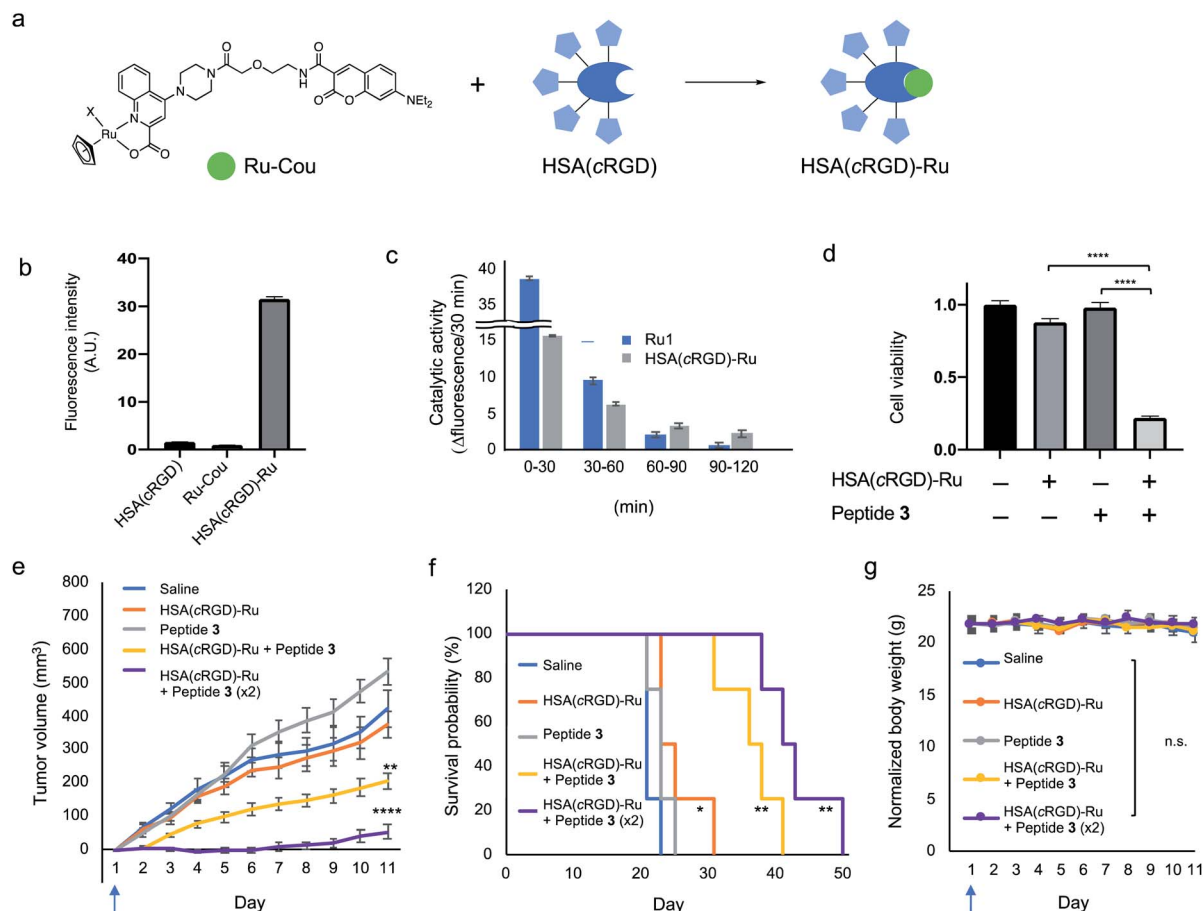 a
O
O
N
N
O
NH
O
O
O
NEt2
X
N
Ru
O
O
Ru-Cou
+
HSA(cRGD)
HSA(cRGD)-Ru
b
Fluorescence intensity
(A.U.)
40
30
20
10
0
HSA(cRGD)
Ru-Cou
HSA(cRGD)-Ru
c
Catalytic activity
(Δfluorescence/30 min)
40
35
15
10
5
0
Ru1
HSA(cRGD)-Ru
0-30 30-60 60-90 90-120
(min)
d
Cell viability
****
****
1.0
0.5
0
HSA(cRGD)-Ru – + – +
Peptide 3 – – + +
e
Tumor volume (mm3)
800
700
600
500
400
300
200
100
0
Saline
HSA(cRGD)-Ru
Peptide 3
HSA(cRGD)-Ru + Peptide 3
HSA(cRGD)-Ru
+ Peptide 3 (x2)
**
****
1 2 3 4 5 6 7 8 9 10 11
Day
f
Survival probability (%)
120
100
80
60
40
20
0
Saline
HSA(cRGD)-Ru
Peptide 3
HSA(cRGD)-Ru
+ Peptide 3
HSA(cRGD)-Ru
+ Peptide 3 (x2)
* ** **
0 10 20 30 40 50
Day
g
Normalized body weight (g)
25
20
15
10
5
0
Saline
HSA(cRGD)-Ru
Peptide 3
HSA(cRGD)-Ru
+ Peptide 3
HSA(cRGD)-Ru
+ Peptide 3 (x2)
n.s.
1 2 3 4 5 6 7 8 9 10 11
Day